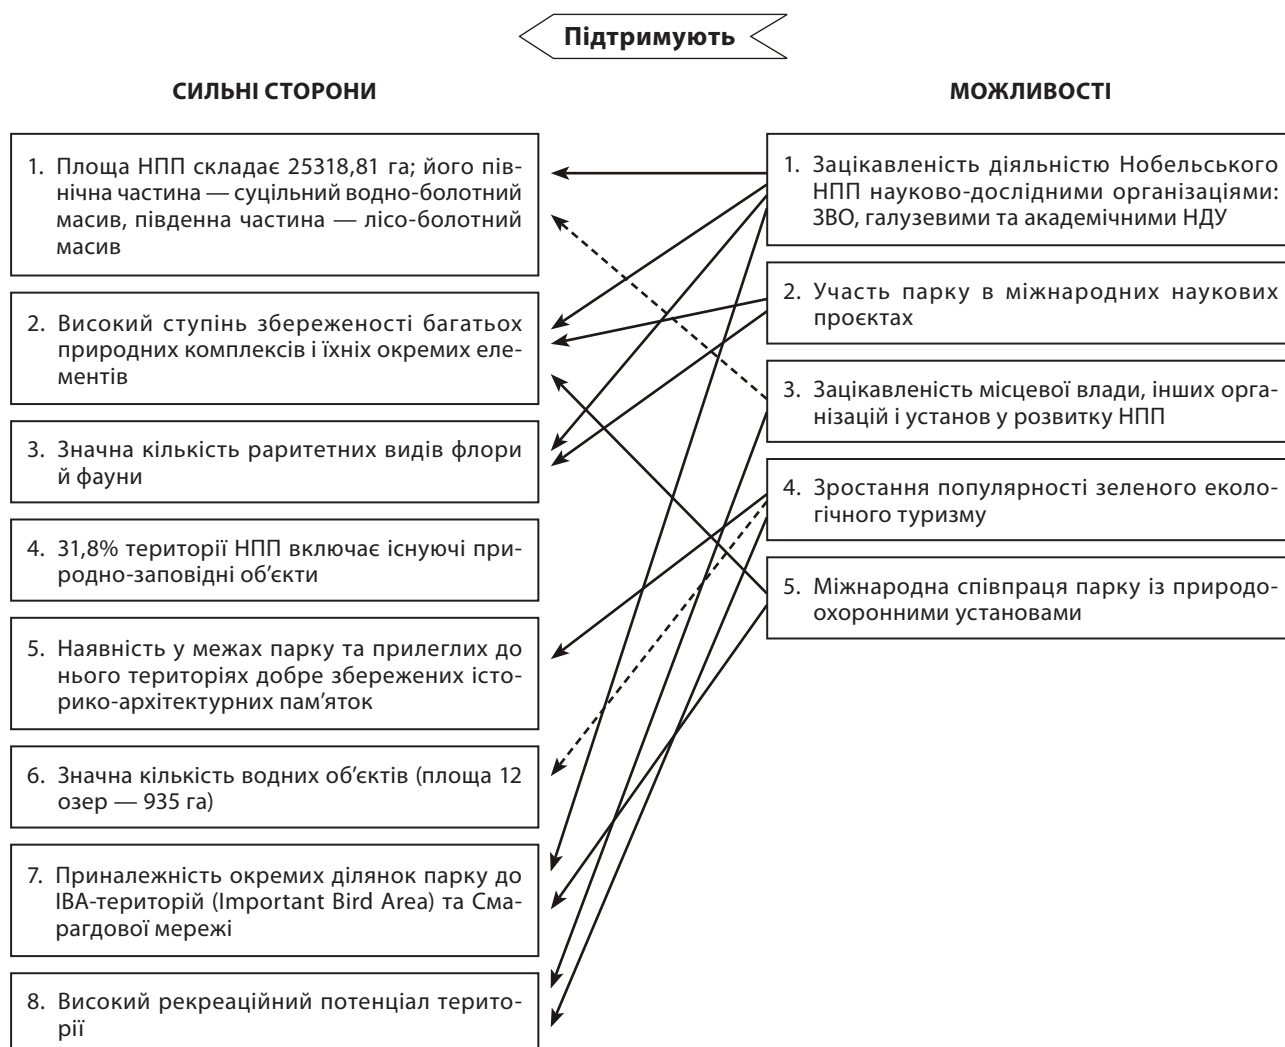 Підтримують
СИЛЬНІ СТОРОНИ
1. Площа НПП складає 25318,81 га; його пів-
нічна частина — суцільний водно-болотний
масив, південна частина — лісо-болотний
масив
2. Високий ступінь збереженості багатьох
природних комплексів і їхніх окремих еле-
ментів
3. Значна кількість раритетних видів флори
й фауни
4. 31,8% території НПП включає існуючі при-
родно-заповідні об’єкти
5. Наявність у межах парку та прилеглих до
нього територіях добре збережених істо-
рико-архітектурних пам’яток
6. Значна кількість водних об’єктів (площа 12
озер — 935 га)
7. Приналежність окремих ділянок парку до
ІВА-територій (Important Bird Area) та Сма-
рагдової мережі
8. Високий рекреаційний потенціал терито-
рії
МОЖЛИВОСТІ
1. Зацікавленість діяльністю Нобельського
НПП науково-дослідними організаціями:
ЗВО, галузевими та академічними НДУ
2. Участь парку в міжнародних наукових
проєктах
3. Зацікавленість місцевої влади, інших орга-
нізацій і установ у розвитку НПП
4. Зростання популярності зеленого еколо-
гічного туризму
5. Міжнародна співпраця парку із природо-
охоронними установами